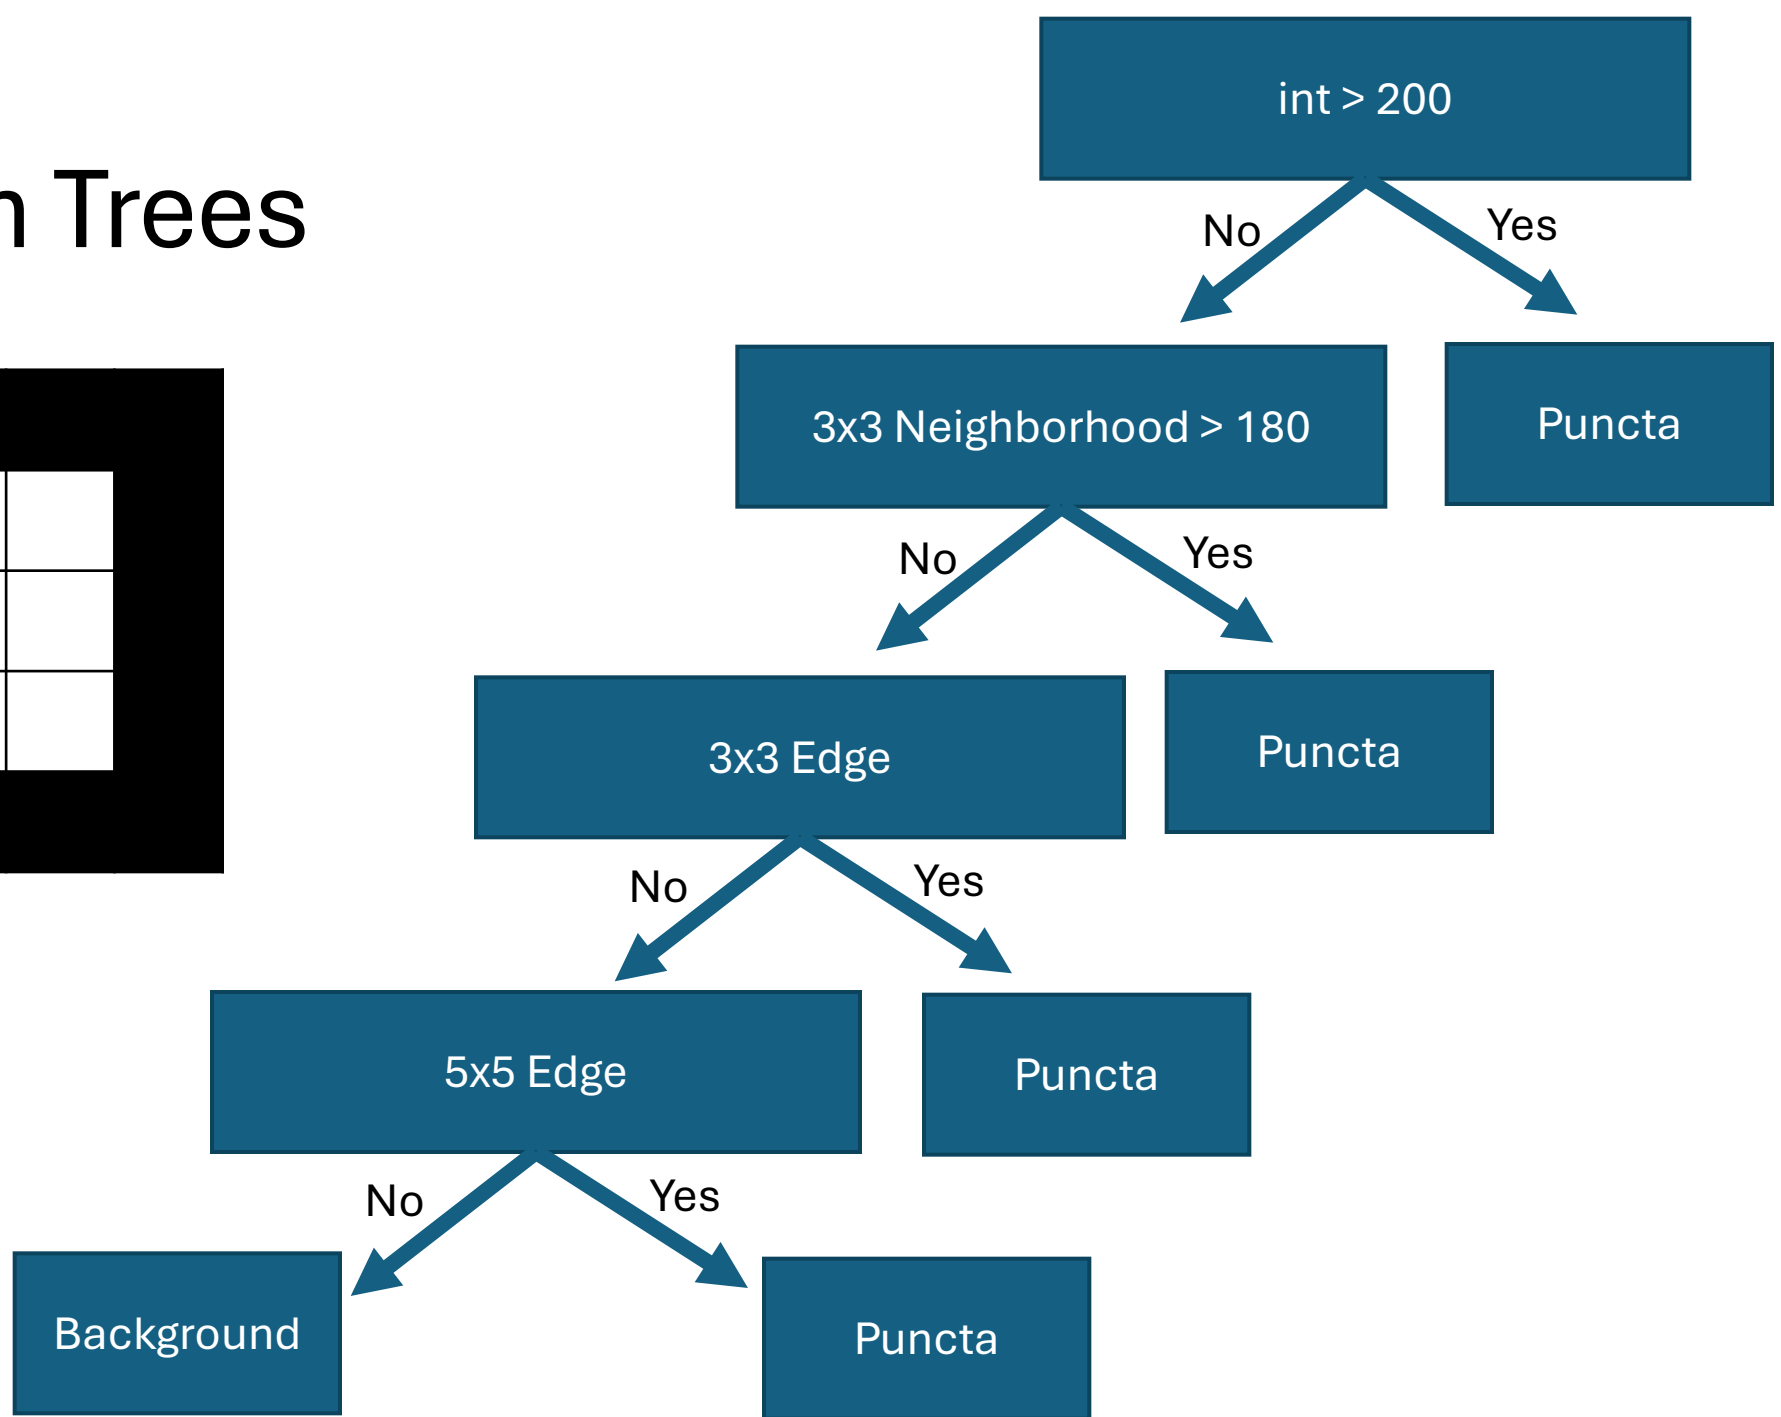 int > 200
n Trees
No
Yes
3x3 Neighborhood > 180
Puncta
No
Yes
3x3 Edge
Puncta
No
Yes
5x5 Edge
Puncta
No
Yes
Background
Puncta